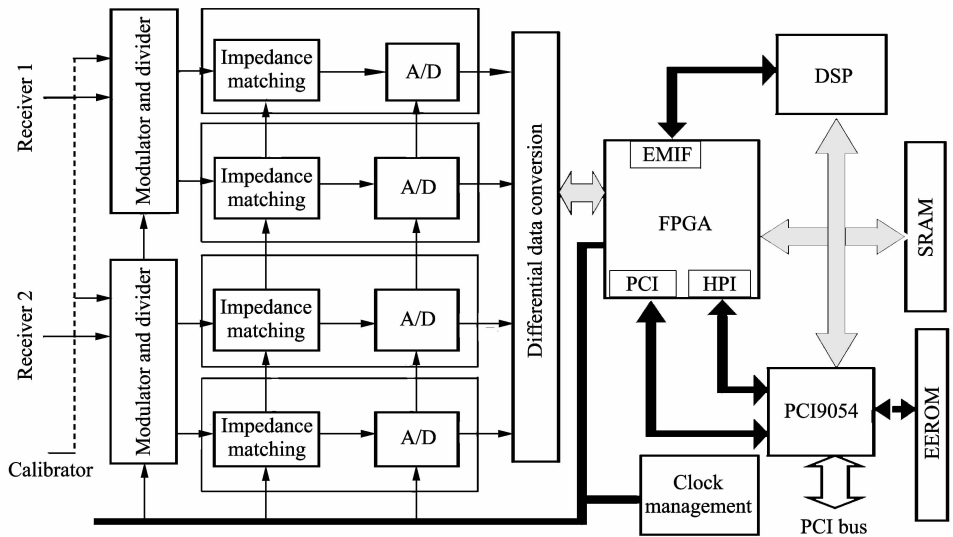 Receiver 1
Modulator and divider
Impedance
matching
A/D
Impedance
matching
A/D
Receiver 2
Modulator and divider
Impedance
matching
A/D
Impedance
matching
A/D
Calibrator
Differential data conversion
EMIF
FPGA
PCI
HPI
DSP
SRAM
PCI9054
EEROM
Clock
management
PCI bus